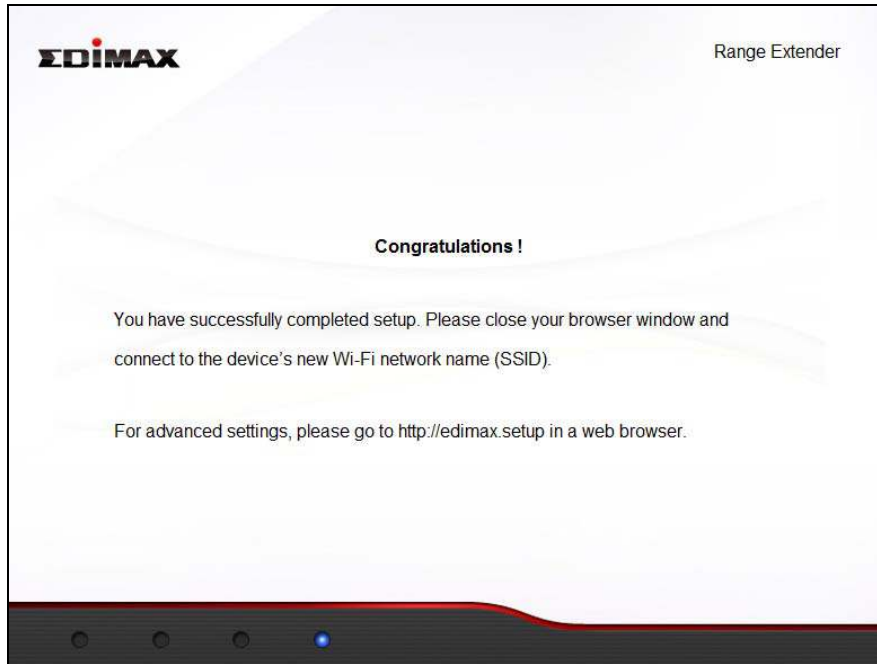 EDIMAX
Range Extender
Congratulations !
You have successfully completed setup. Please close your browser window and
connect to the device's new Wi-Fi network name (SSID).
For advanced settings, please go to http://edimax.setup in a web browser.